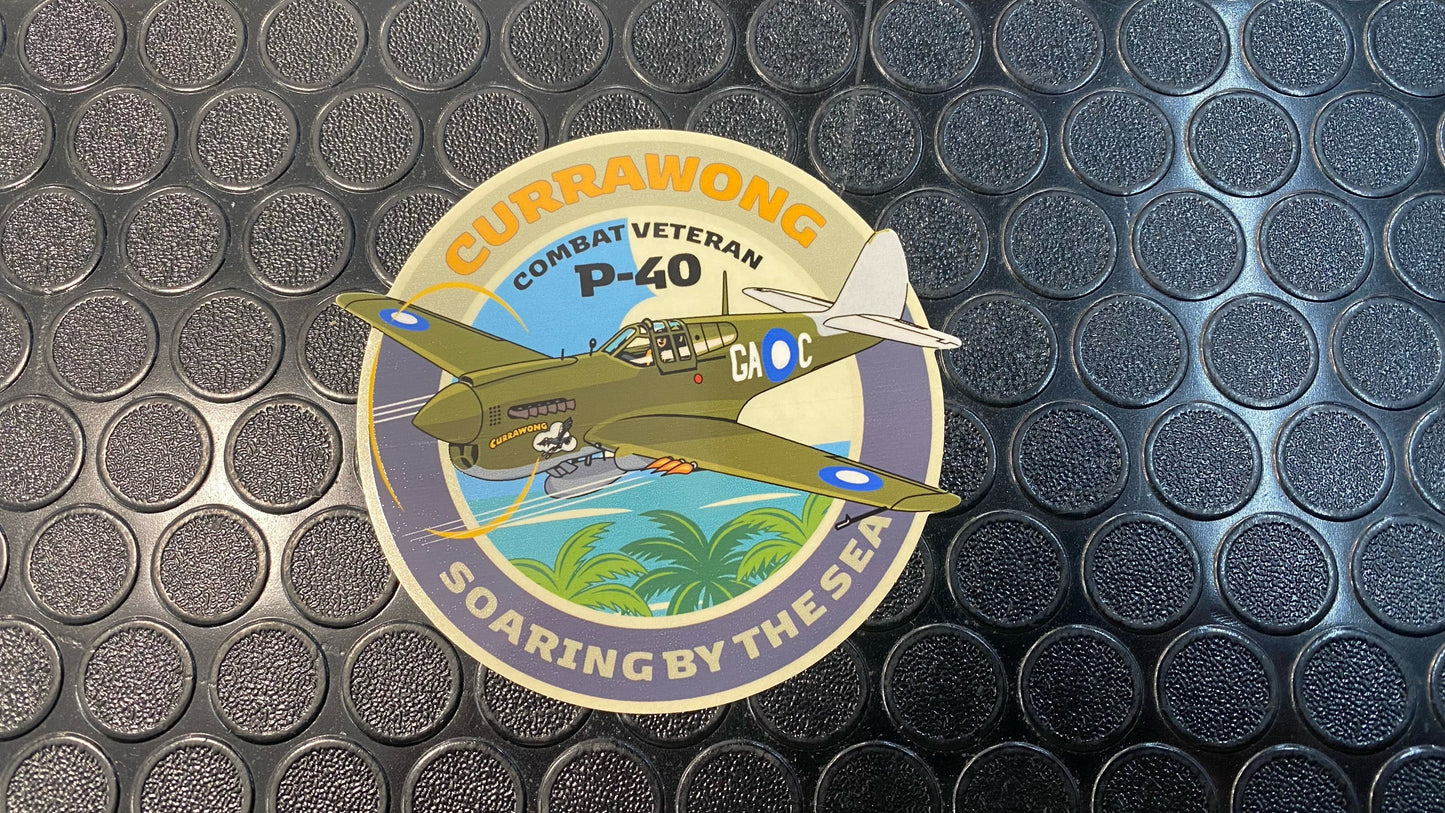 CURRAWONG
COMBAT VETERAN
P-40
GA C
CURRAWONG
SOARING BY THE SEA